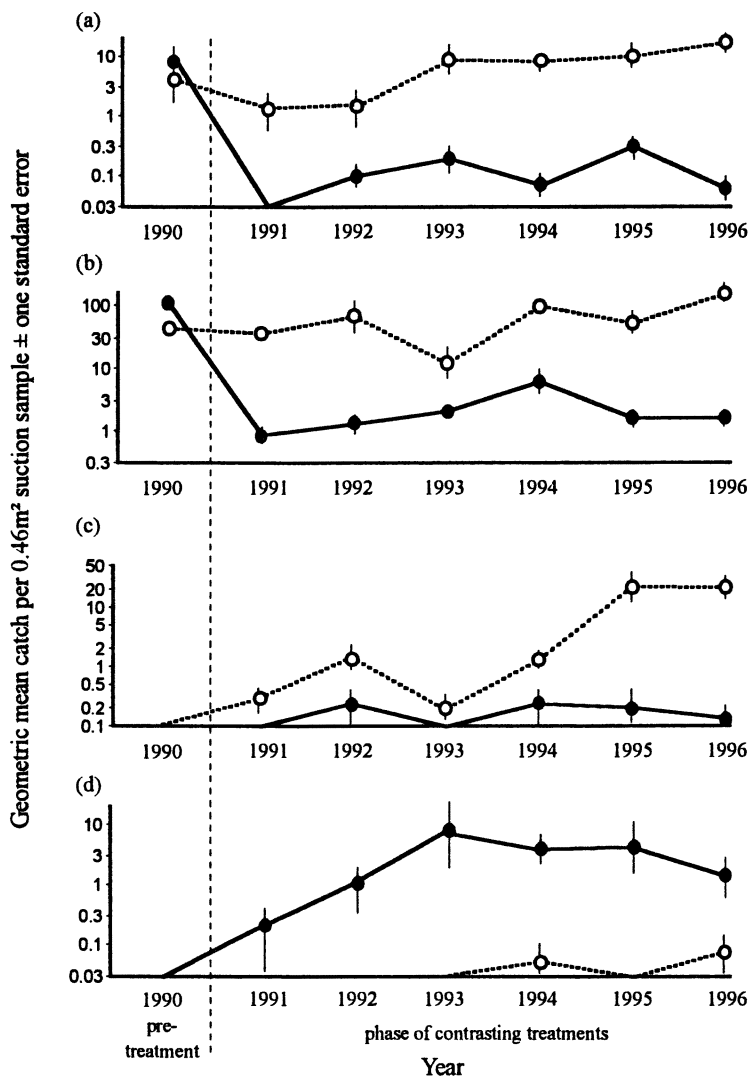 Geometric mean catch per 0.46m² suction sample ± one standard error
(a)
10
3
1
0.3
0.1
0.03
1990 1991 1992 1993 1994 1995 1996
(b)
100
30
10
3
1
0.3
1990 1991 1992 1993 1994 1995 1996
(c)
50
20
10
5
2
1
0.5
0.2
0.1
1990 1991 1992 1993 1994 1995 1996
(d)
10
3
1
0.3
0.1
0.03
1990 1991 1992 1993 1994 1995 1996
pre-
treatment
phase of contrasting treatments
Year